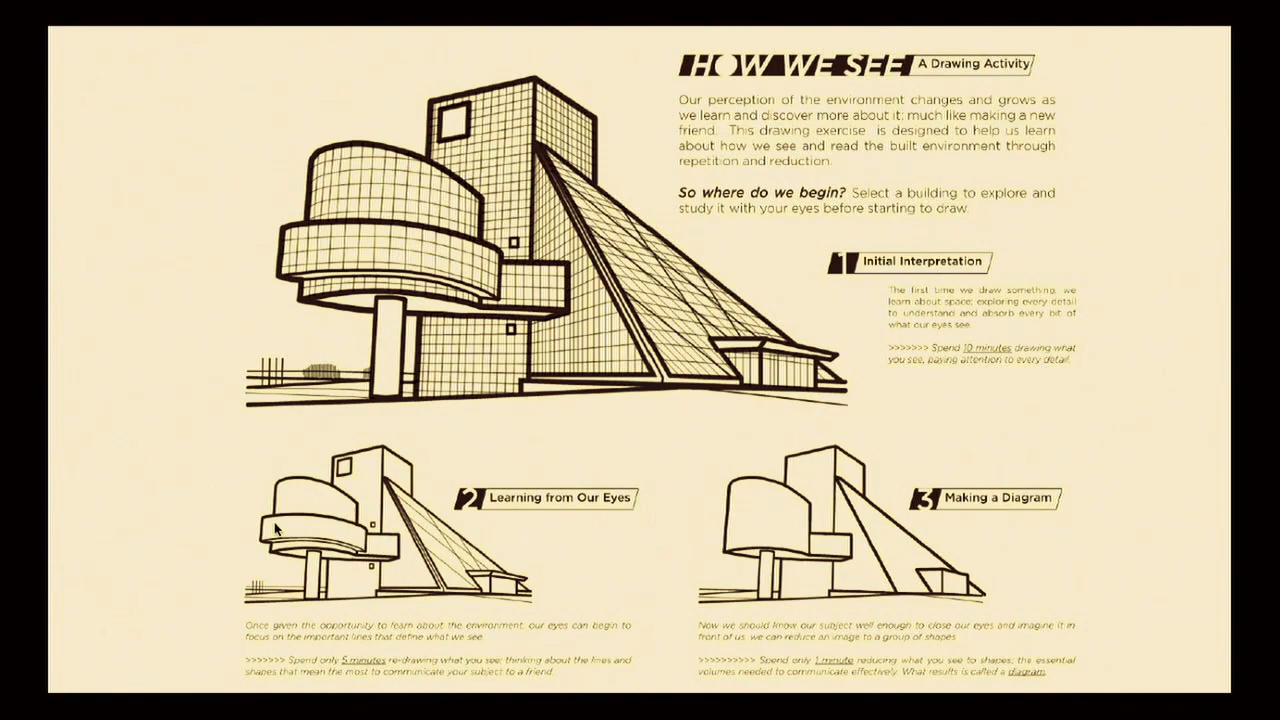 HOW WE SEE A Drawing Activity
Our perception of the environment changes and grows as
we learn and discover more about it; much like making a new
friend. This drawing exercise is designed to help us learn
about how we see and read the built environment through
repetition and reduction.
So where do we begin? Select a building to explore and
study it with your eyes before starting to draw.
1 Initial Interpretation
The first time we draw something, we
learn about space; exploring every detail
to understand and absorb every bit of
what our eyes see.
>>>>>>> Spend 10 minutes drawing what
you see, paying attention to every detail.
2 Learning from Our Eyes
Once given the opportunity to learn about the environment, our eyes can begin to
focus on the important lines that define what we see.
>>>>>>> Spend only 5 minutes re-drawing what you see; thinking about the lines and
shapes that mean the most to communicate your subject to a friend.
3 Making a Diagram
Now we should know our subject well enough to close our eyes and imagine it in
front of us, we can reduce an image to a group of shapes
>>>>>>>>>> Spend only 1 minute reducing what you see to shapes; the essential
volumes needed to communicate effectively. What results is called a diagram.